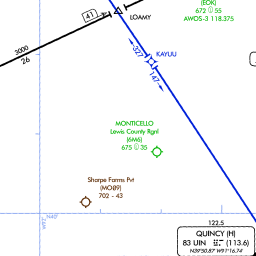 (EOK)
672 55
AWOS-3 118.375
41
LOAMY
3000
26
327
KAYUU
147
MONTICELLO
Lewis County Rgnl
(6M6)
675 35
Sharpe Farms Pvt
(MO89)
702 - 43
N40°
122.5
QUINCY (H)
83 UIN (113.6)
N39°50.87' W91°16.74'